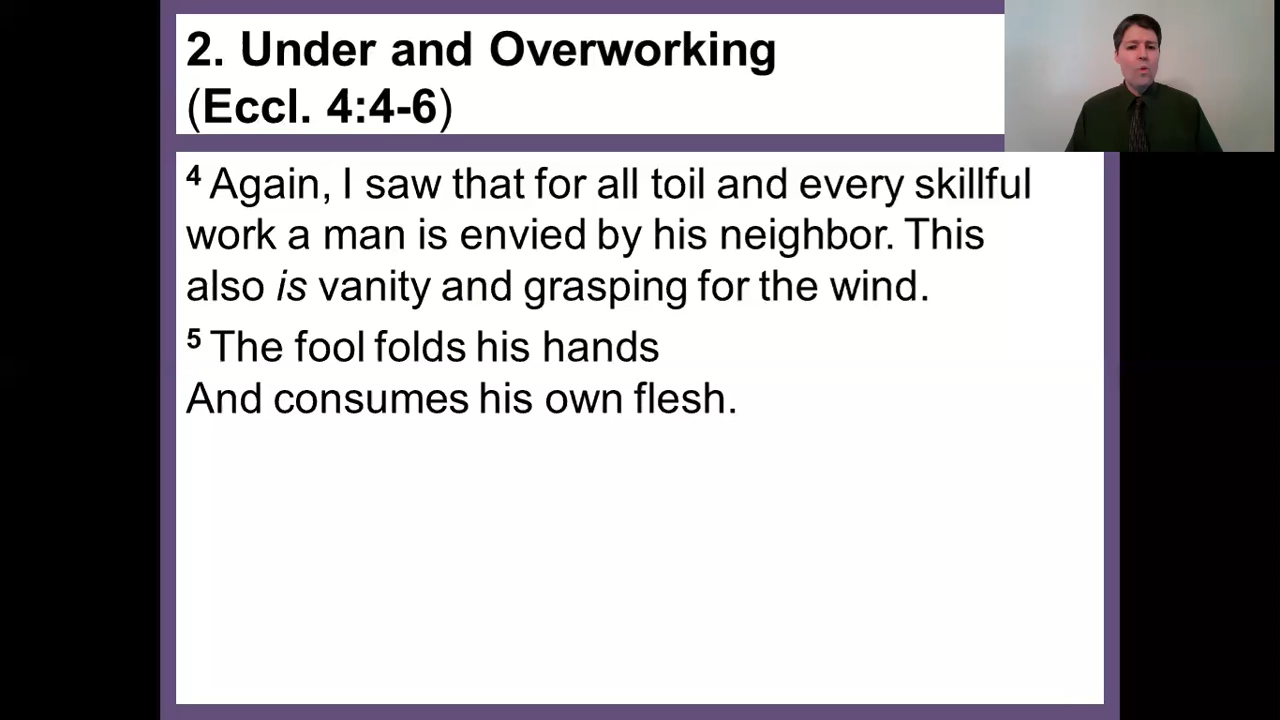 2. Under and Overworking
(Eccl. 4:4-6)
4 Again, I saw that for all toil and every skillful
work a man is envied by his neighbor. This
also is vanity and grasping for the wind.
5 The fool folds his hands
And consumes his own flesh.